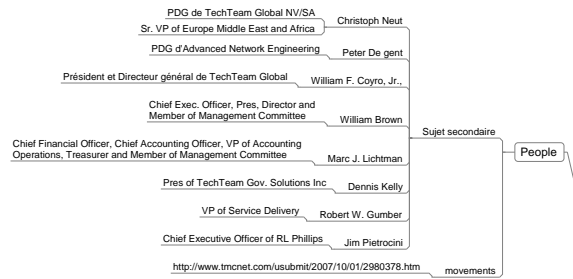 PDG de TechTeam Global NV/SA
Sr. VP of Europe Middle East and Africa
Christoph Neut
PDG d'Advanced Network Engineering
Peter De gent
Président et Directeur général de TechTeam Global
William F. Coyro, Jr.,
Chief Exec. Officer, Pres, Director and
Member of Management Committee
William Brown
Sujet secondaire
People
Chief Financial Officer, Chief Accounting Officer, VP of Accounting
Operations, Treasurer and Member of Management Committee
Marc J. Lichtman
Pres of TechTeam Gov. Solutions Inc
Dennis Kelly
VP of Service Delivery
Robert W. Gumber
Chief Executive Officer of RL Phillips
Jim Pietrocini
http://www.tmcnet.com/usubmit/2007/10/01/2980378.htm
movements